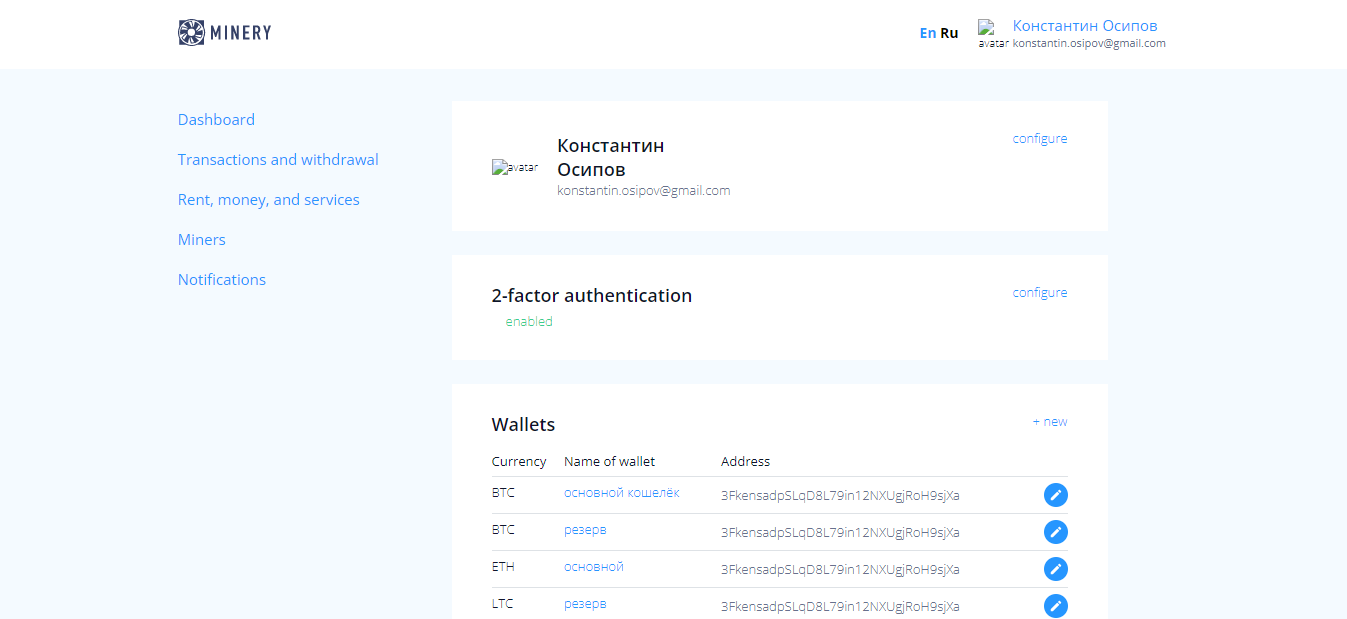 MINERY
En Ru
avatar
Константин Осипов
konstantin.osipov@gmail.com
Dashboard
Transactions and withdrawal
Rent, money, and services
Miners
Notifications
avatar
Константин
Осипов
konstantin.osipov@gmail.com
configure
2-factor authentication
configure
enabled
Wallets
+ new
Currency Name of wallet Address
BTC основной кошелёк 3FkensadpSLqD8L79in12NXUgjRoH9sjXa
BTC резерв 3FkensadpSLqD8L79in12NXUgjRoH9sjXa
ETH основной 3FkensadpSLqD8L79in12NXUgjRoH9sjXa
LTC резерв 3FkensadpSLqD8L79in12NXUgjRoH9sjXa